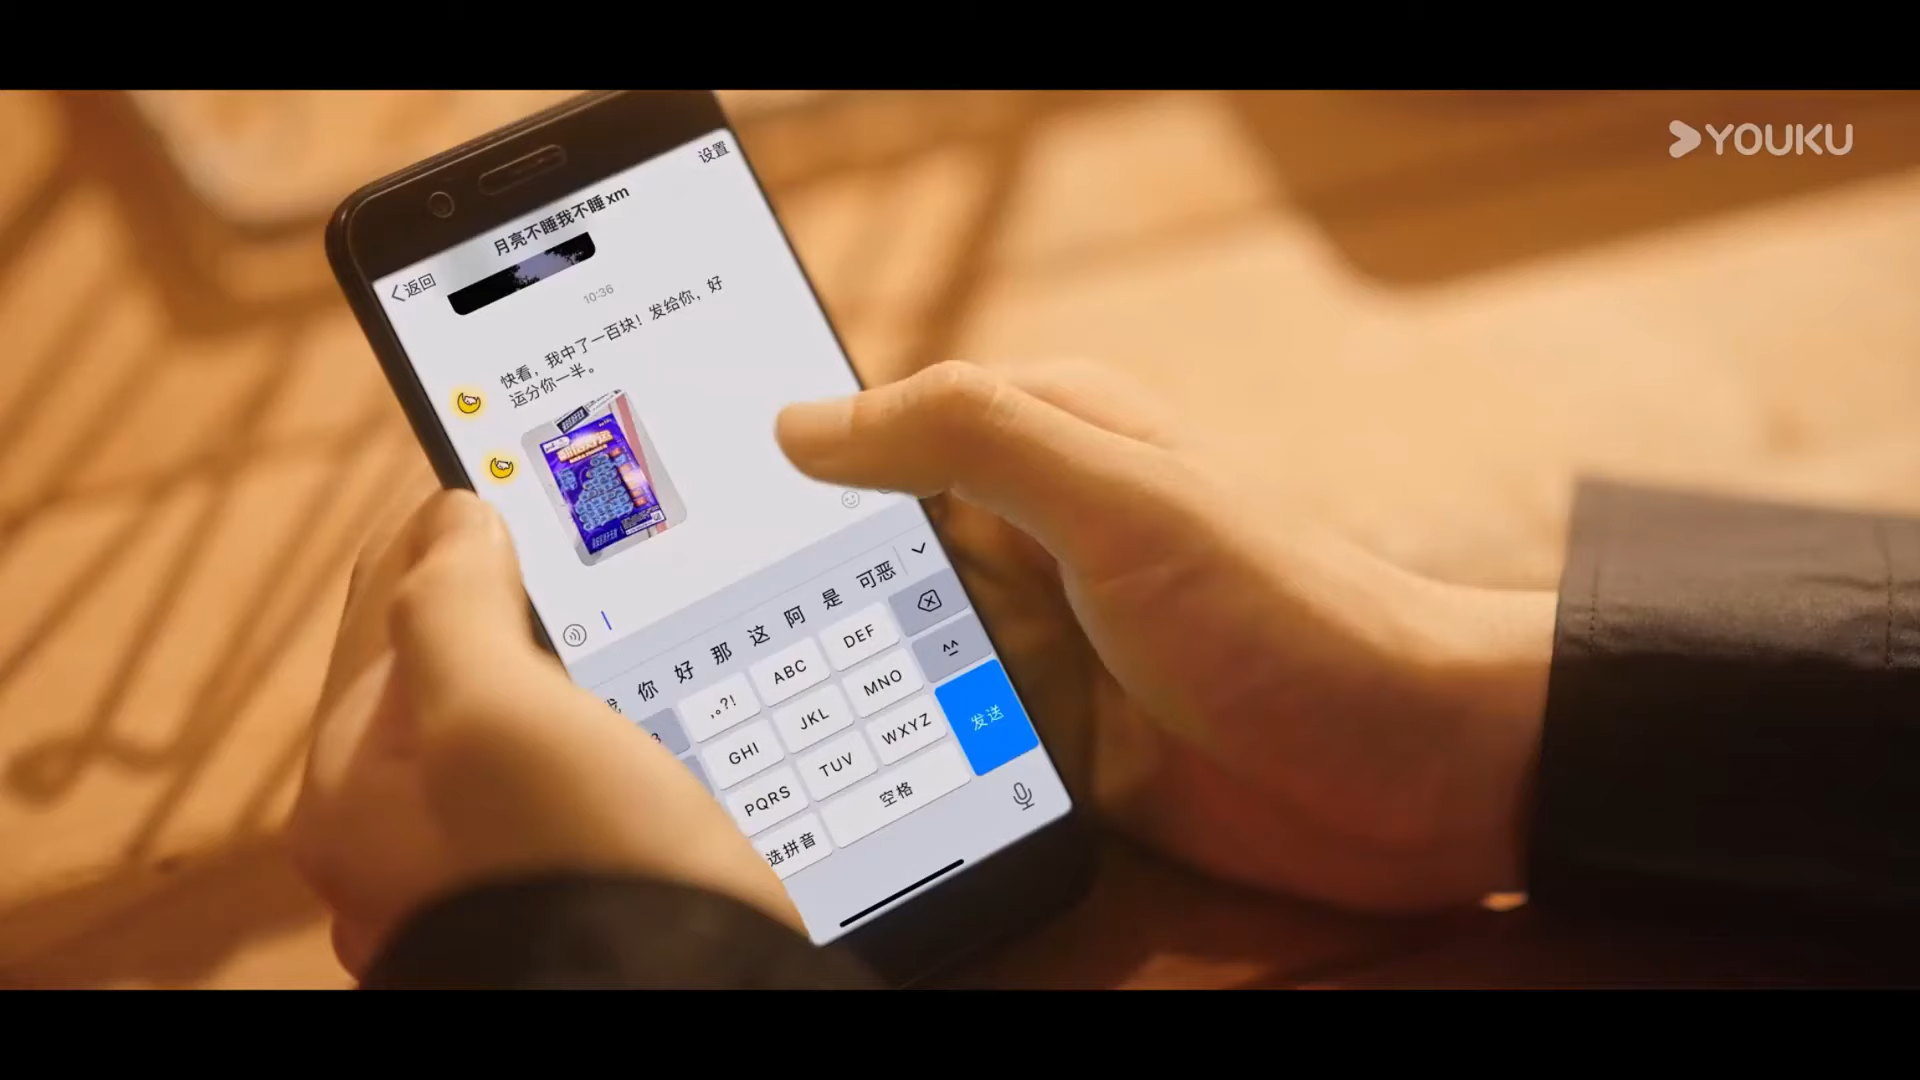 YOUKU
设置
月亮不睡我不睡xm
返回
10:36
快看，我中了一百块！发给你，好
运分你一半。
你 好 那 这 阿 是 可恶
,。?! ABC DEF
GHI JKL MNO ^^
PQRS TUV WXYZ 发送
选拼音 空格